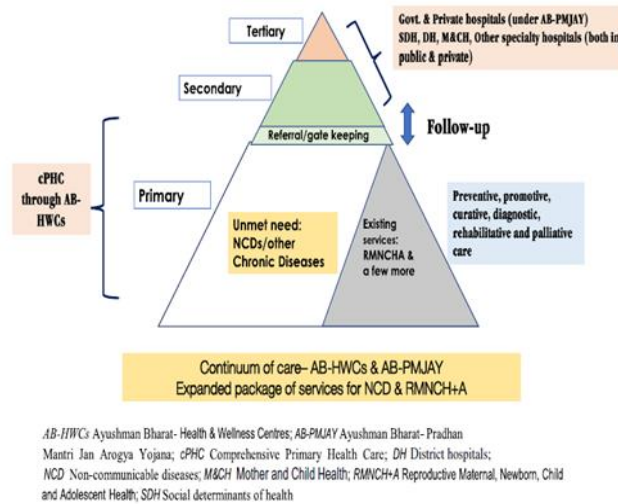 Tertiary
Govt. & Private hospitals (under AB-PMJAY)
SDH, DH, M&CH, Other specialty hospitals (both in
public & private)
Secondary
Referral/gate keeping
Follow-up
cPHC
through AB-
HWCs
Primary
Unmet need:
NCDs/other
Chronic Diseases
Existing
services:
RMNCHA &
a few more
Preventive, promotive,
curative, diagnostic,
rehabilitative and palliative
care
Continuum of care– AB-HWCs & AB-PMJAY
Expanded package of services for NCD & RMNCH+A
AB-HWCs Ayushman Bharat- Health & Wellness Centres; AB-PMJAY Ayushman Bharat- Pradhan
Mantri Jan Arogya Yojana; cPHC Comprehensive Primary Health Care; DH District hospitals;
NCD Non-communicable diseases; M&CH Mother and Child Health; RMNCH+A Reproductive Maternal, Newborn, Child
and Adolescent Health; SDH Social determinants of health